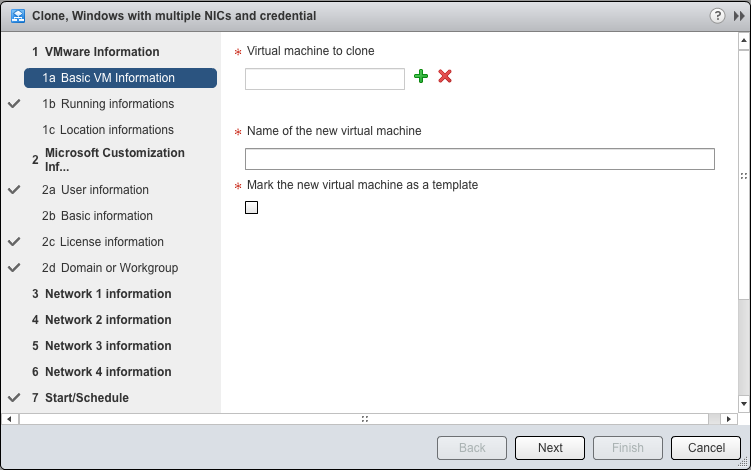 Clone, Windows with multiple NICs and credential
?
1 VMware Information
1a Basic VM Information
1b Running informations
1c Location informations
2 Microsoft Customization
Inf...
2a User information
2b Basic information
2c License information
2d Domain or Workgroup
3 Network 1 information
4 Network 2 information
5 Network 3 information
6 Network 4 information
7 Start/Schedule
* Virtual machine to clone
* Name of the new virtual machine
* Mark the new virtual machine as a template
Back Next Finish Cancel